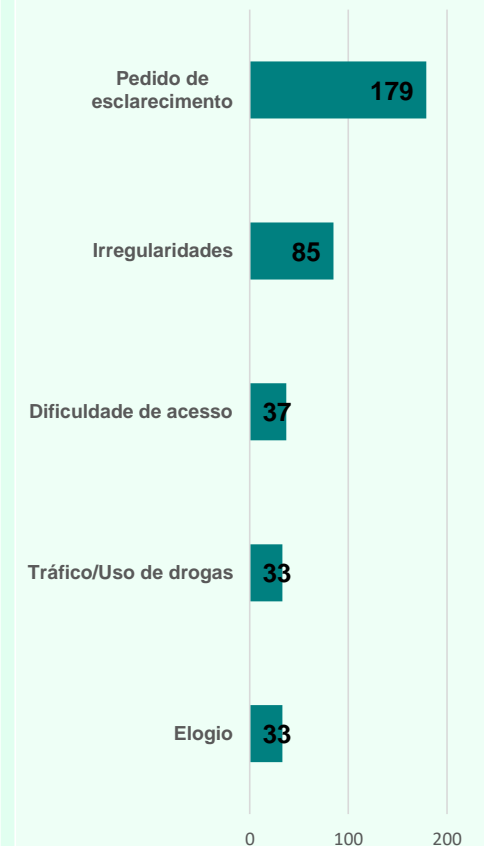 Pedido de
esclarecimento
179
Irregularidades
85
Dificuldade de acesso
37
Tráfico/Uso de drogas
33
Elogio
33
0 100 200